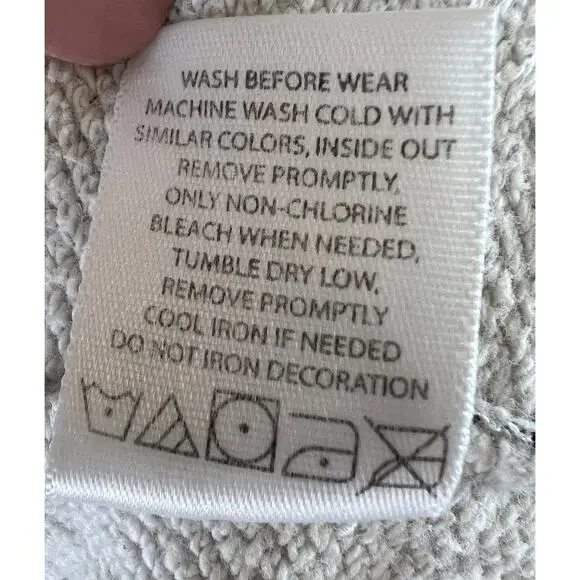 WASH BEFORE WEAR
MACHINE WASH COLD WITH
SIMILAR COLORS, INSIDE OUT
REMOVE PROMPTLY,
ONLY NON-CHLORINE
BLEACH WHEN NEEDED,
TUMBLE DRY LOW,
REMOVE PROMPTLY
COOL IRON IF NEEDED
DO NOT IRON DECORATION